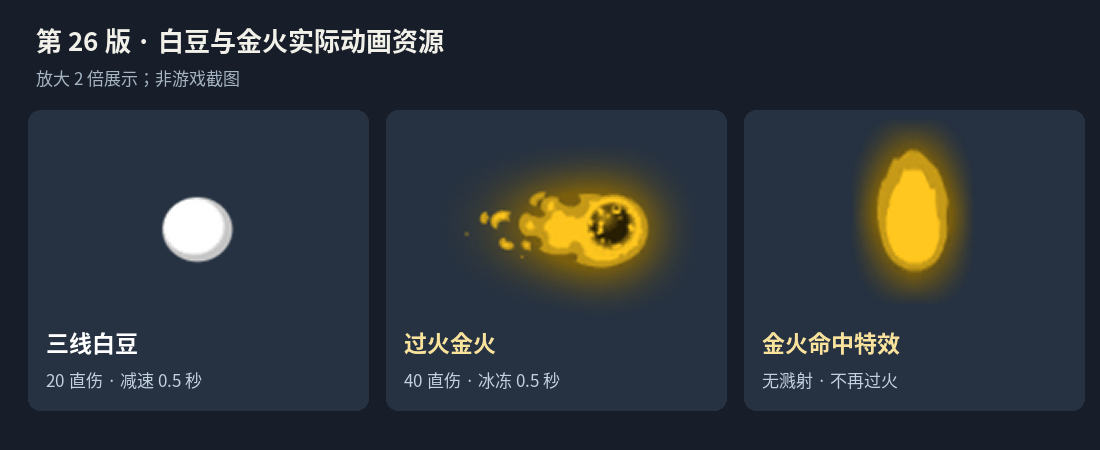 第 26 版 · 白豆与金火实际动画资源
放大 2 倍展示；非游戏截图
三线白豆
20 直伤 · 减速 0.5 秒
过火金火
40 直伤 · 冰冻 0.5 秒
金火命中特效
无溅射 · 不再过火